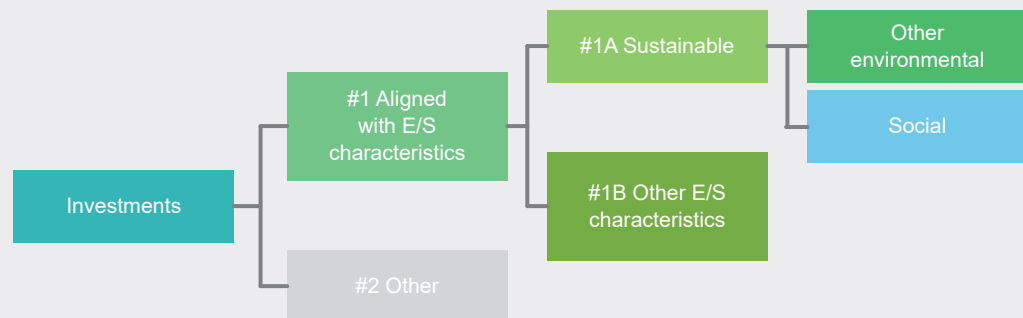 Investments
#1 Aligned
with E/S
characteristics
#2 Other
#1A Sustainable
#1B Other E/S
characteristics
Other
environmental
Social